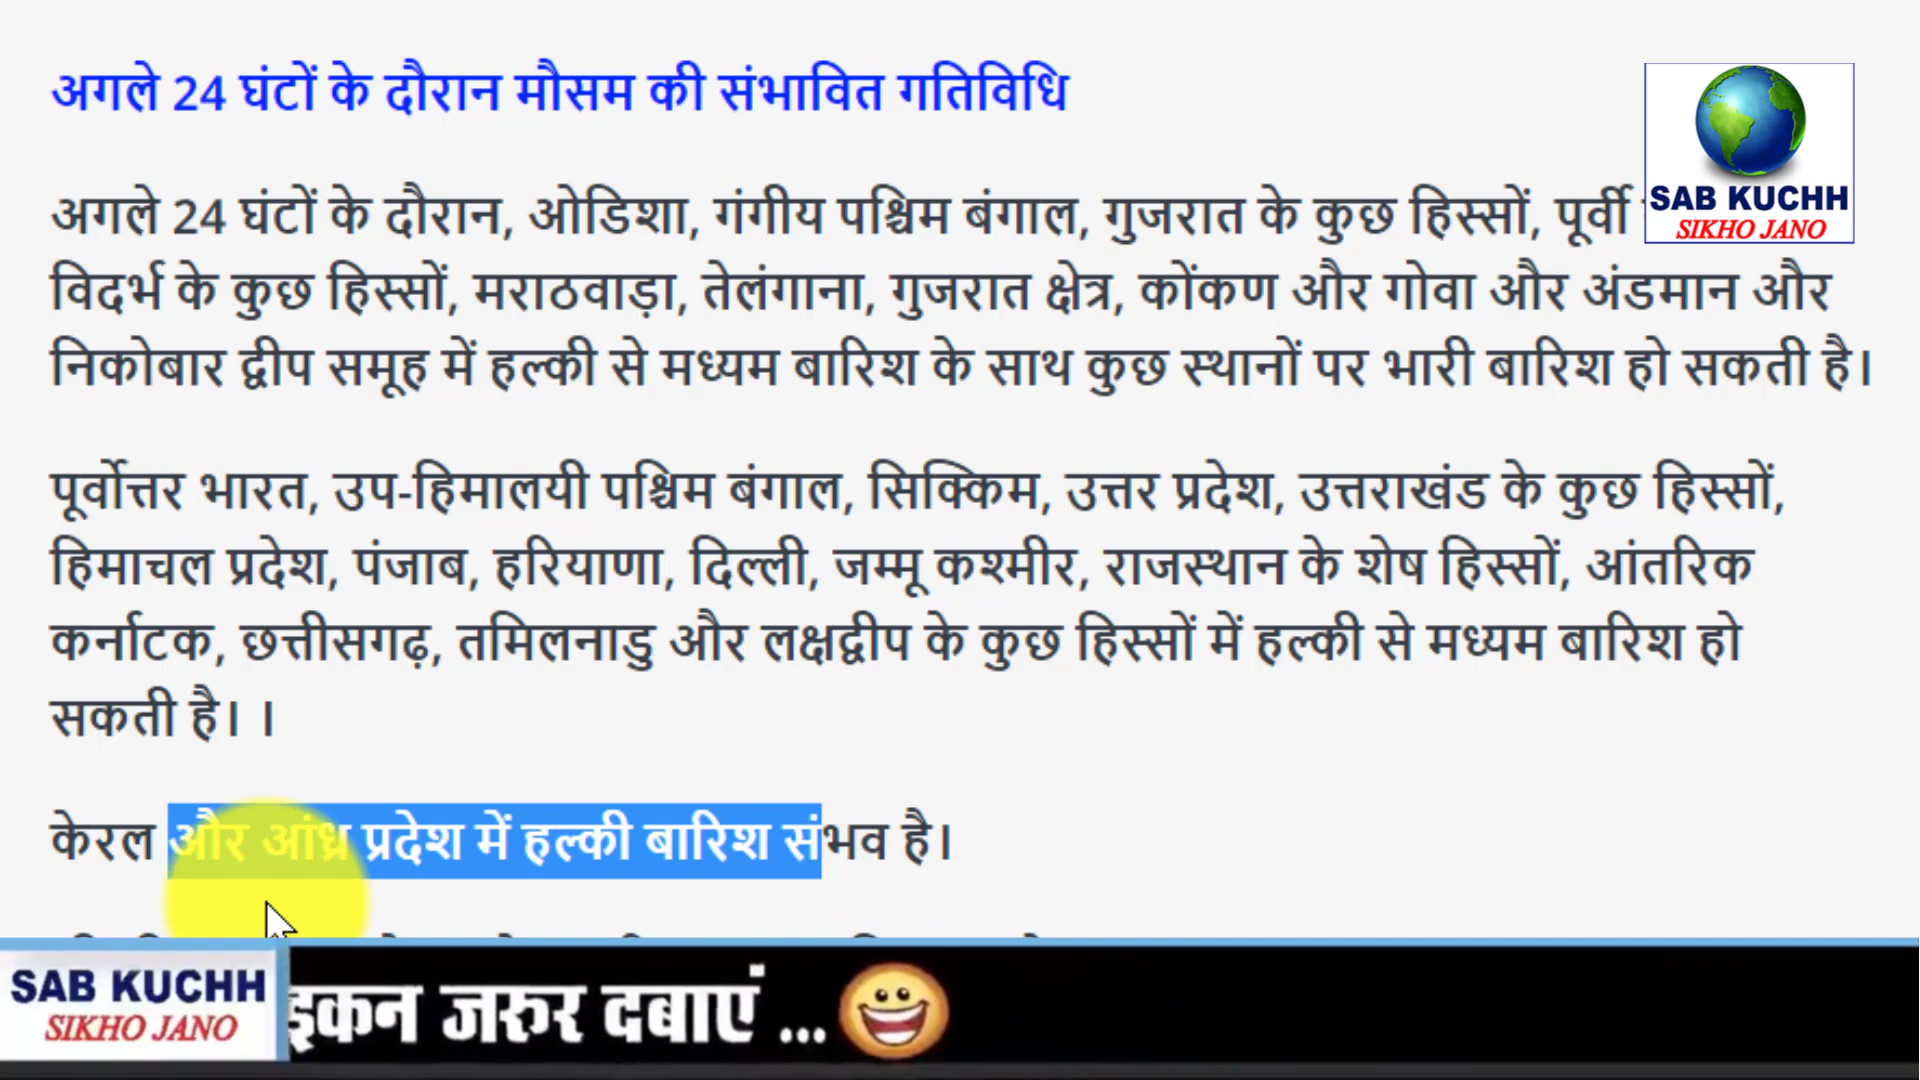 अगले 24 घंटों के दौरान मौसम की संभावित गतिविधि
अगले 24 घंटों के दौरान, ओडिशा, गंगीय पश्चिम बंगाल, गुजरात के कुछ हिस्सों, पूर्वी
SAB KUCHH
SIKHO JANO
विदर्भ के कुछ हिस्सों, मराठवाड़ा, तेलंगाना, गुजरात क्षेत्र, कोंकण और गोवा और अंडमान और
निकोबार द्वीप समूह में हल्की से मध्यम बारिश के साथ कुछ स्थानों पर भारी बारिश हो सकती है।
पूर्वोत्तर भारत, उप-हिमालयी पश्चिम बंगाल, सिक्किम, उत्तर प्रदेश, उत्तराखंड के कुछ हिस्सों,
हिमाचल प्रदेश, पंजाब, हरियाणा, दिल्ली, जम्मू कश्मीर, राजस्थान के शेष हिस्सों, आंतरिक
कर्नाटक, छत्तीसगढ़, तमिलनाडु और लक्षद्वीप के कुछ हिस्सों में हल्की से मध्यम बारिश हो
सकती है। ।
केरल और आंध्र प्रदेश में हल्की बारिश संभव है।
SAB KUCHH
SIKHO JANO
इकन जरुर दबाएं ...